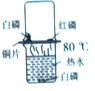 白磷 红磷
铜片 80℃
热水
白磷